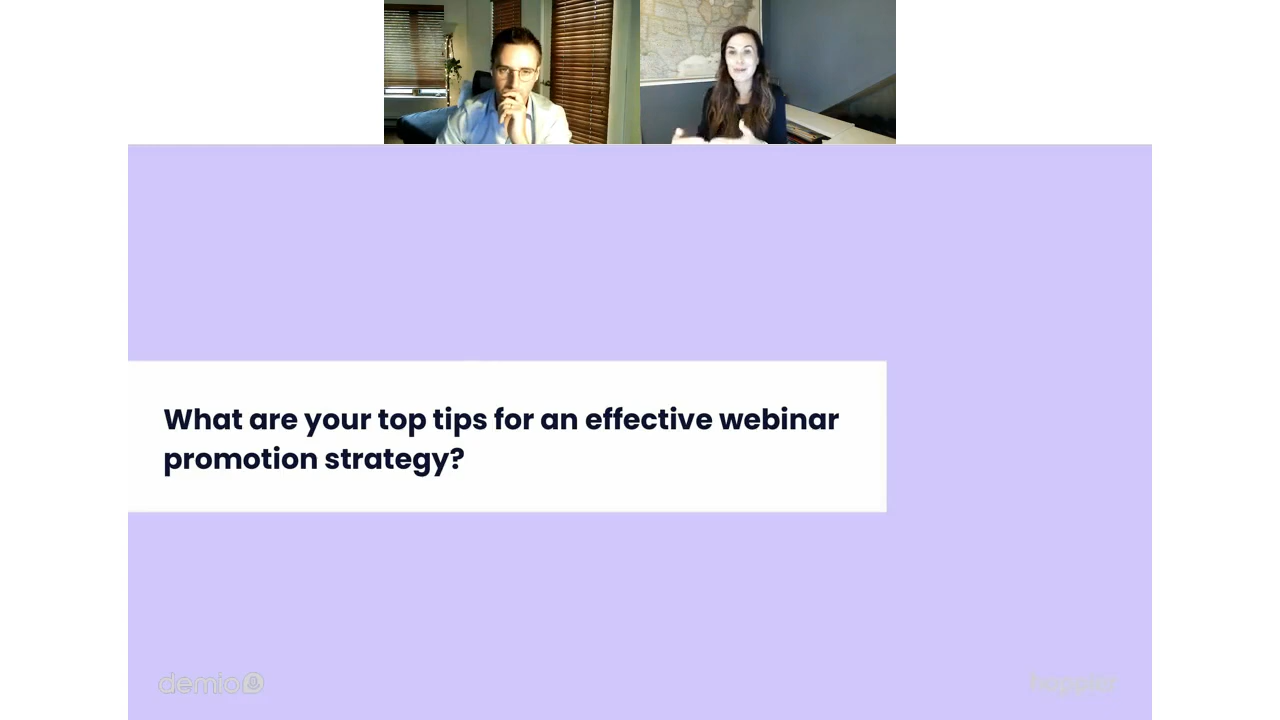 What are your top tips for an effective webinar
promotion strategy?
demio